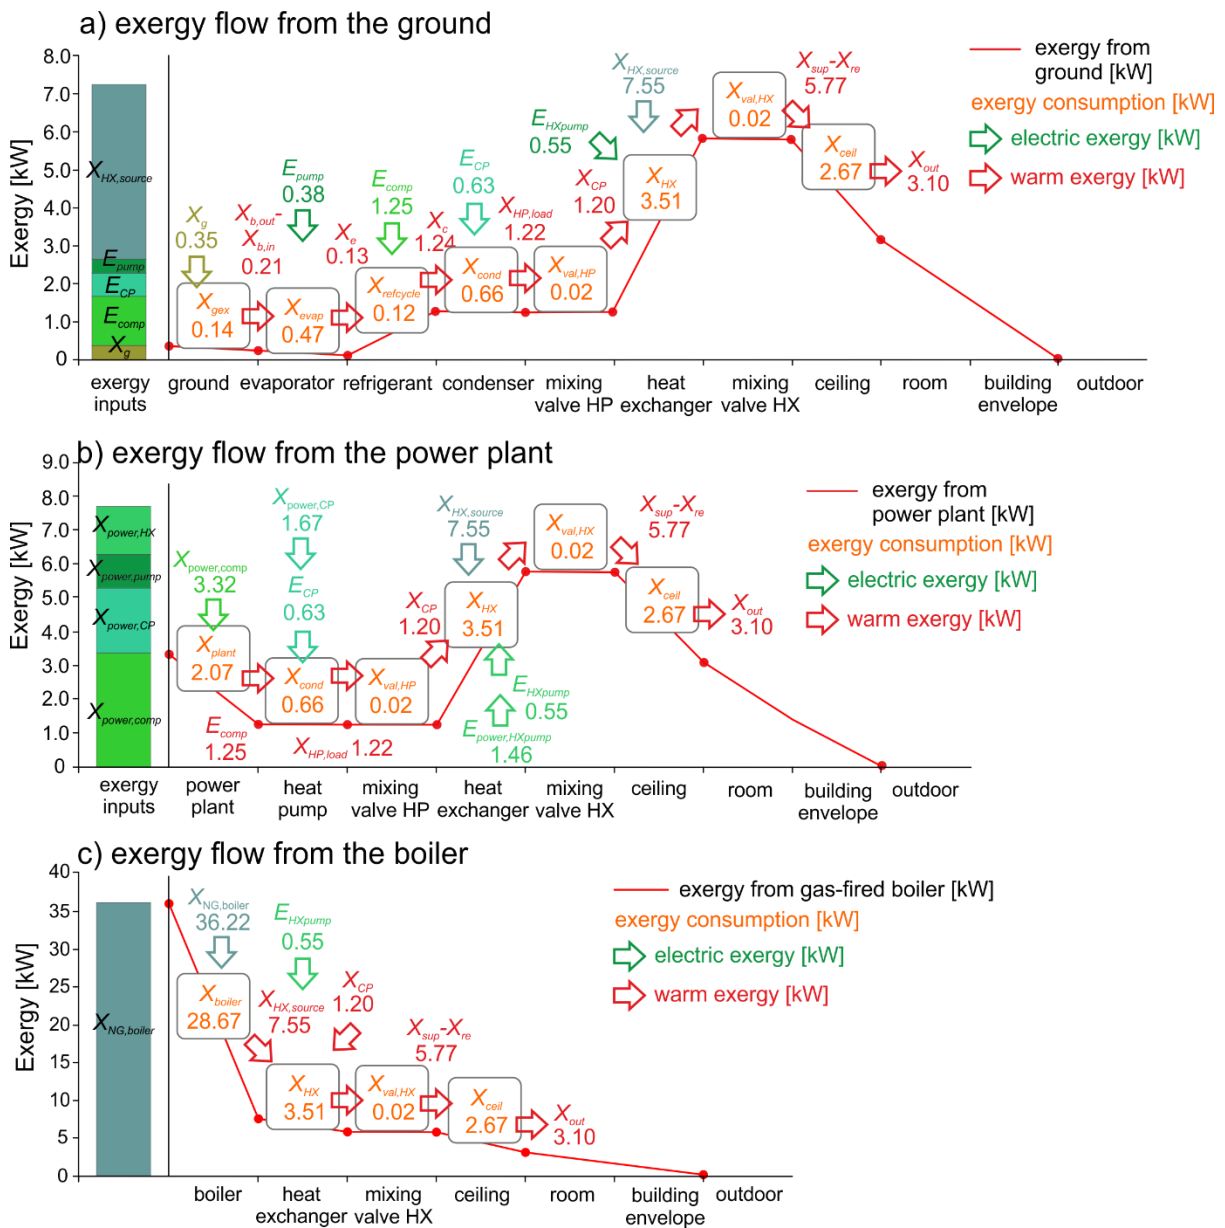 a) exergy flow from the ground
8.0
7.0
6.0
5.0
4.0
3.0
2.0
1.0
0
Exergy [kW]
X_HX,source
E_pump
E_CP
E_comp
X_g
X_g
0.35
X_b,out-
X_b,in
0.21
E_pump
0.38
X_e
0.13
E_comp
1.25
X_c
1.24
E_CP
0.63
X_HP,load
1.22
E_HXpump
0.55
X_CP
1.20
X_HX,source
7.55
X_sup-X_re
5.77
X_out
3.10
X_gex
0.14
X_evap
0.47
X_refcycle
0.12
X_cond
0.66
X_val,HP
0.02
X_HX
3.51
X_val,HX
0.02
X_ceil
2.67
exergy from
ground [kW]
exergy consumption [kW]
electric exergy [kW]
warm exergy [kW]
exergy
inputs
ground
evaporator
refrigerant
condenser
mixing
valve HP
heat
exchanger
mixing
valve HX
ceiling
room
building
envelope
outdoor
b) exergy flow from the power plant
9.0
8.0
7.0
6.0
5.0
4.0
3.0
2.0
1.0
0
Exergy [kW]
X_power,HX
X_power,pump
X_power,CP
X_power,comp
X_power,comp
3.32
X_power,CP
1.67
E_CP
0.63
X_CP
1.20
X_HX,source
7.55
X_sup-X_re
5.77
X_out
3.10
X_plant
2.07
X_cond
0.66
X_val,HP
0.02
X_HX
3.51
X_val,HX
0.02
X_ceil
2.67
E_comp
1.25
X_HP,load 1.22
E_HXpump
0.55
E_power,HXpump
1.46
exergy from
power plant [kW]
exergy consumption [kW]
electric exergy [kW]
warm exergy [kW]
exergy
inputs
power
plant
heat
pump
mixing
valve HP
heat
exchanger
mixing
valve HX
ceiling
room
building
envelope
outdoor
c) exergy flow from the boiler
40
35
30
25
20
15
10
5
0
Exergy [kW]
X_NG,boiler
X_NG,boiler
36.22
E_HXpump
0.55
X_boiler
28.67
X_HX,source
7.55
X_CP
1.20
X_sup-X_re
5.77
X_HX
3.51
X_val,HX
0.02
X_ceil
2.67
X_out
3.10
exergy from gas-fired boiler [kW]
exergy consumption [kW]
electric exergy [kW]
warm exergy [kW]
exergy
inputs
boiler
heat
exchanger
mixing
valve HX
ceiling
room
building
envelope
outdoor